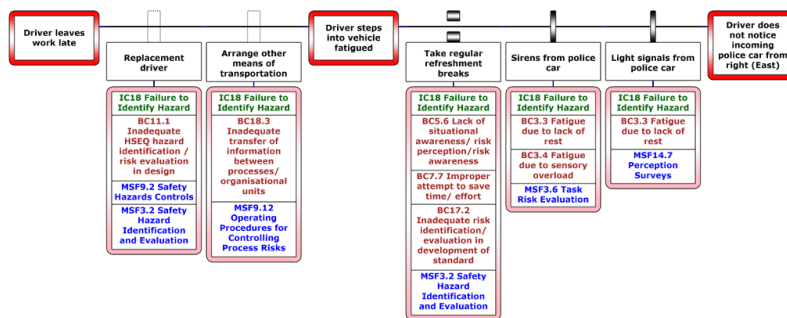 Driver leaves
work late
Replacement
driver
Arrange other
means of
transportation
Driver steps
into vehicle
fatigued
Take regular
refreshment
breaks
Sirens from police
car
Light signals from
police car
Driver does
not notice
incoming
police car from
right (East)
IC18 Failure to
Identify Hazard
BC11.1
Inadequate
HSEQ hazard
identification /
risk evaluation
in design
MSF9.2 Safety
Hazards Controls
MSF3.2 Safety
Hazard
Identification
and Evaluation
IC18 Failure to
Identify Hazard
BC18.3
Inadequate
transfer of
information
between
processes/
organisational
units
MSF9.12
Operating
Procedures for
Controlling
Process Risks
IC18 Failure to
Identify Hazard
BC5.6 Lack of
situational
awareness/ risk
perception/risk
awareness
BC7.7 Improper
attempt to save
time/ effort
BC17.2
Inadequate risk
identification/
evaluation in
development of
standard
MSF3.2 Safety
Hazard
Identification
and Evaluation
IC18 Failure to
Identify Hazard
BC3.3 Fatigue
due to lack of
rest
BC3.4 Fatigue
due to sensory
overload
MSF3.6 Task
Risk Evaluation
IC18 Failure to
Identify Hazard
BC3.3 Fatigue
due to lack of
rest
MSF14.7
Perception
Surveys